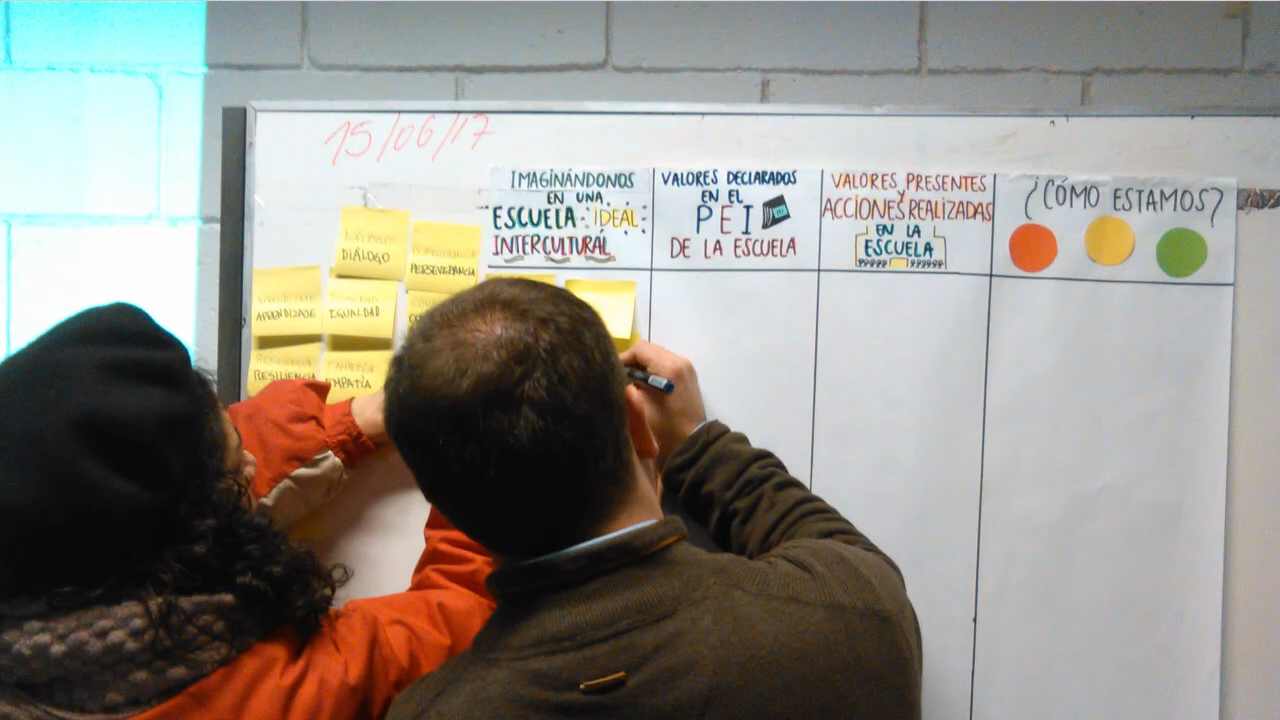 15/06/17
IMAGINÁNDONOS
EN UNA
ESCUELA IDEAL
INTERCULTURAL
VALORES DECLARADOS
EN EL
PEI
DE LA ESCUELA
VALORES PRESENTES
Y
ACCIONES REALIZADAS
EN LA
ESCUELA
¿CÓMO ESTAMOS?
DIÁLOGO
PERSEVERANCIA
APRENDIZAJE
IGUALDAD
RESILIENCIA
EMPATÍA